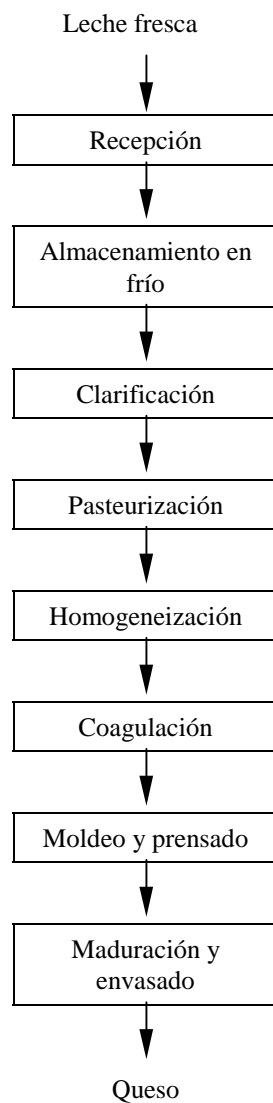 Leche fresca
Recepción
Almacenamiento en
frío
Clarificación
Pasteurización
Homogeneización
Coagulación
Moldeo y prensado
Maduración y
envasado
Queso